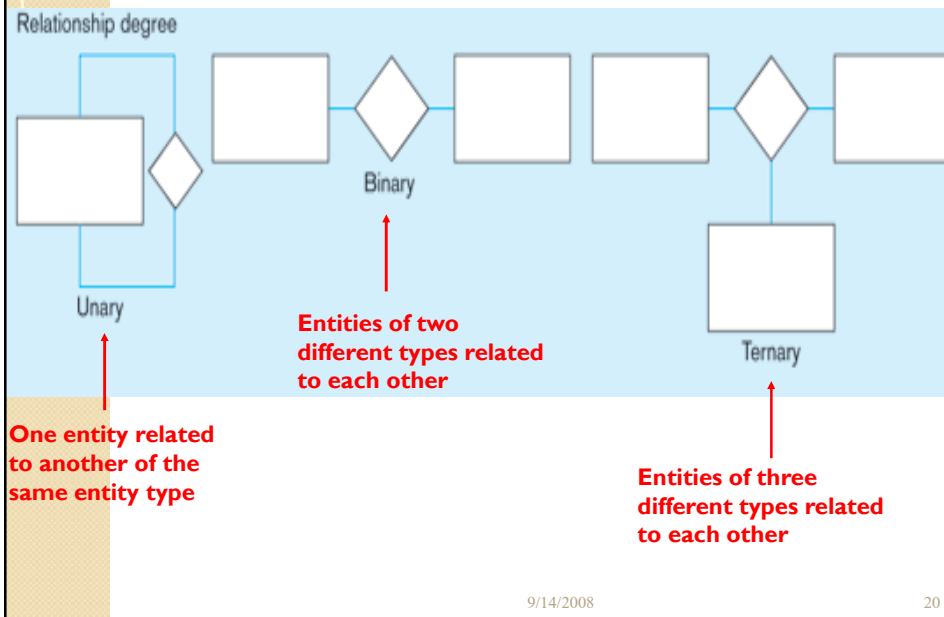 Relationship degree
Unary
Binary
Ternary
One entity related
to another of the
same entity type
Entities of two
different types related
to each other
Entities of three
different types related
to each other
9/14/2008
20